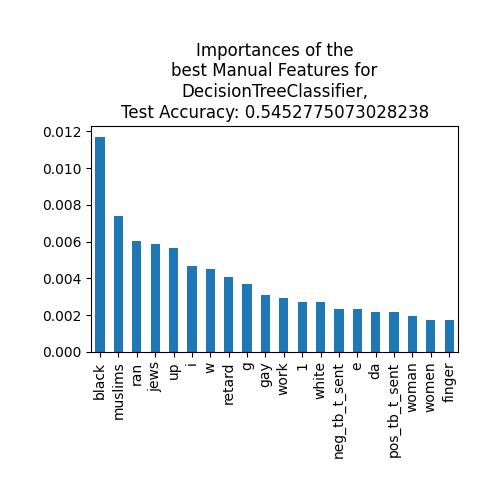 Importances of the
best Manual Features for
DecisionTreeClassifier,
Test Accuracy: 0.5452775073028238
0.012
0.010
0.008
0.006
0.004
0.002
0.000
black
muslims
ran
jews
up
i
w
retard
g
gay
work
1
white
neg_tb_t_sent
e
da
pos_tb_t_sent
woman
women
finger